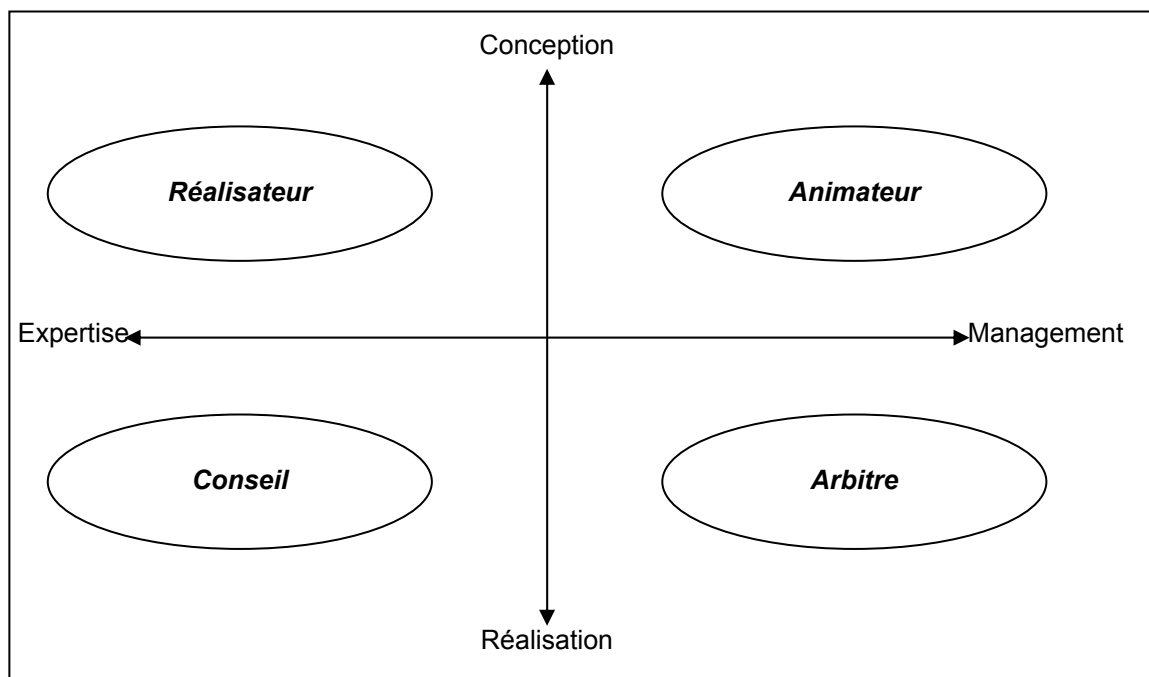 Conception
Réalisateur
Animateur
Expertise
Management
Conseil
Arbitre
Réalisation